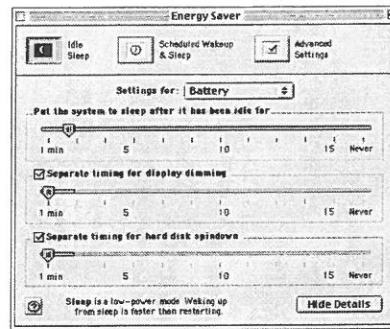 Energy Saver
Idle
Sleep
Scheduled Wakeup
& Sleep
Advanced
Settings
Settings for: Battery
Put the system to sleep after it has been idle for
1 min 5 10 15 Never
Separate timing for display dimming
1 min 5 10 15 Never
Separate timing for hard disk spindown
1 min 5 10 15 Never
Sleep is a low-power mode. Waking up
from sleep is faster than restarting.
Hide Details